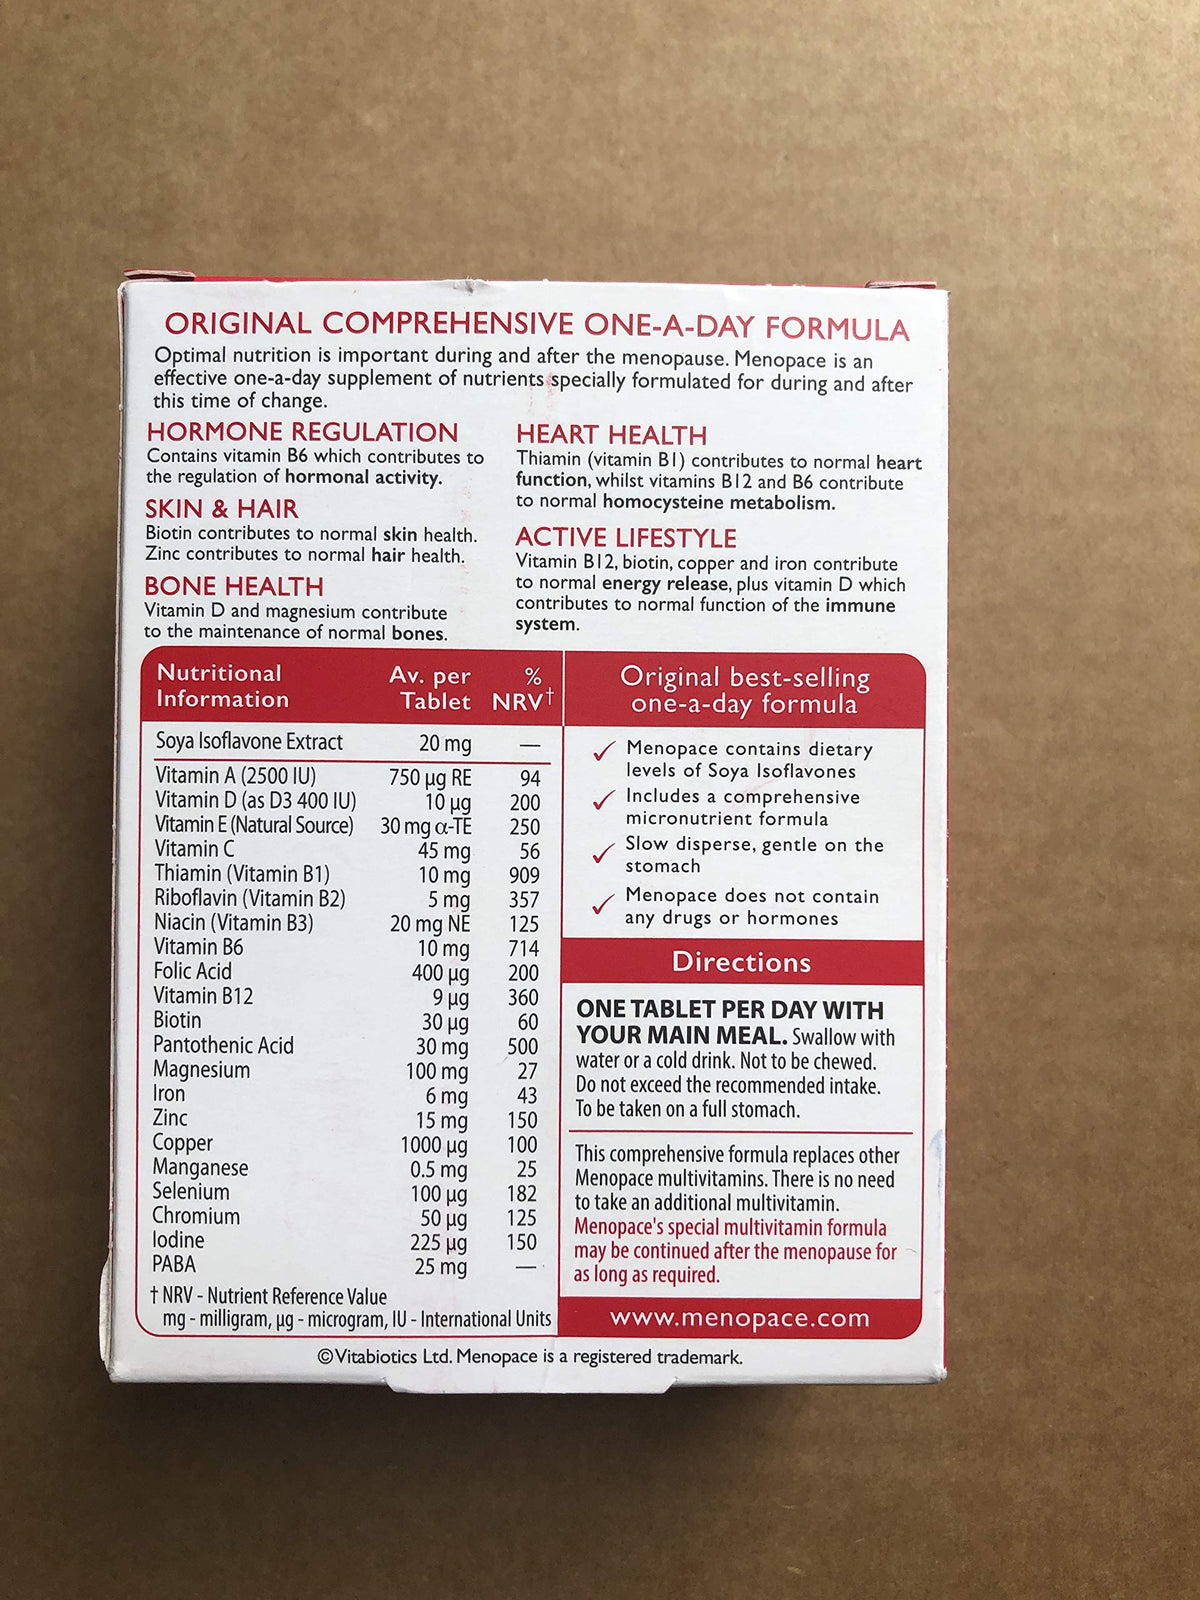 ORIGINAL COMPREHENSIVE ONE-A-DAY FORMULA
Optimal nutrition is important during and after the menopause. Menopace is an
effective one-a-day supplement of nutrients specially formulated for during and after
this time of change.
HORMONE REGULATION
Contains vitamin B6 which contributes to
the regulation of hormonal activity.
SKIN & HAIR
Biotin contributes to normal skin health.
Zinc contributes to normal hair health.
BONE HEALTH
Vitamin D and magnesium contribute
to the maintenance of normal bones.
HEART HEALTH
Thiamin (vitamin B1) contributes to normal heart
function, whilst vitamins B12 and B6 contribute
to normal homocysteine metabolism.
ACTIVE LIFESTYLE
Vitamin B12, biotin, copper and iron contribute
to normal energy release, plus vitamin D which
contributes to normal function of the immune
system.
Nutritional Av. per %
Information Tablet NRV†
Soya Isoflavone Extract 20 mg —
Vitamin A (2500 IU) 750 µg RE 94
Vitamin D (as D3 400 IU) 10 µg 200
Vitamin E (Natural Source) 30 mg α-TE 250
Vitamin C 45 mg 56
Thiamin (Vitamin B1) 10 mg 909
Riboflavin (Vitamin B2) 5 mg 357
Niacin (Vitamin B3) 20 mg NE 125
Vitamin B6 10 mg 714
Folic Acid 400 µg 200
Vitamin B12 9 µg 360
Biotin 30 µg 60
Pantothenic Acid 30 mg 500
Magnesium 100 mg 27
Iron 6 mg 43
Zinc 15 mg 150
Copper 1000 µg 100
Manganese 0.5 mg 25
Selenium 100 µg 182
Chromium 50 µg 125
Iodine 225 µg 150
PABA 25 mg —
† NRV - Nutrient Reference Value
mg - milligram, µg - microgram, IU - International Units
Original best-selling
one-a-day formula
✓ Menopace contains dietary
levels of Soya Isoflavones
✓ Includes a comprehensive
micronutrient formula
✓ Slow disperse, gentle on the
stomach
✓ Menopace does not contain
any drugs or hormones
Directions
ONE TABLET PER DAY WITH
YOUR MAIN MEAL. Swallow with
water or a cold drink. Not to be chewed.
Do not exceed the recommended intake.
To be taken on a full stomach.
This comprehensive formula replaces other
Menopace multivitamins. There is no need
to take an additional multivitamin.
Menopace's special multivitamin formula
may be continued after the menopause for
as long as required.
www.menopace.com
©Vitabiotics Ltd. Menopace is a registered trademark.